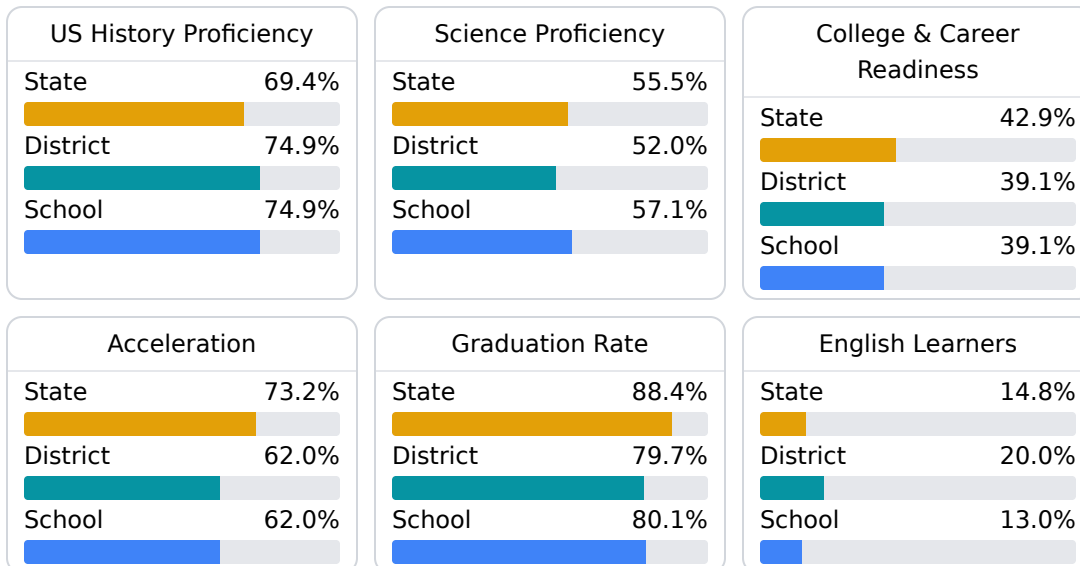 US History Proficiency
State 69.4%
District 74.9%
School 74.9%
Science Proficiency
State 55.5%
District 52.0%
School 57.1%
College & Career
Readiness
State 42.9%
District 39.1%
School 39.1%
Acceleration
State 73.2%
District 62.0%
School 62.0%
Graduation Rate
State 88.4%
District 79.7%
School 80.1%
English Learners
State 14.8%
District 20.0%
School 13.0%